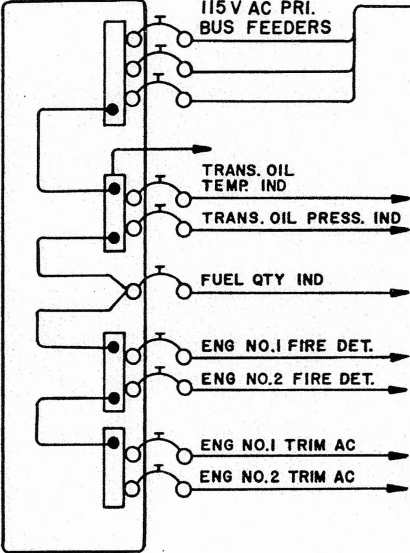 115 V AC PRI.
BUS FEEDERS
TRANS. OIL
TEMP. IND
TRANS. OIL PRESS. IND
FUEL QTY IND
ENG NO.1 FIRE DET.
ENG NO.2 FIRE DET.
ENG NO.1 TRIM AC
ENG NO.2 TRIM AC